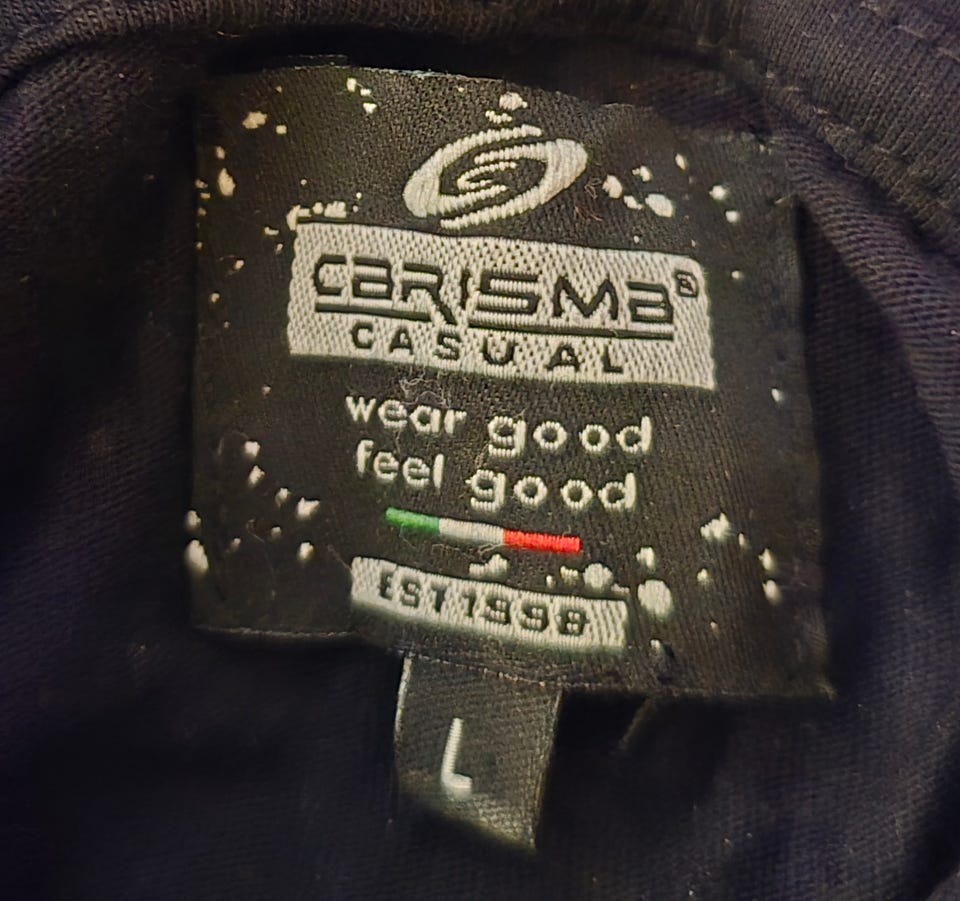 CARISMA®
CASUAL
wear good
feel good
EST 1998
L